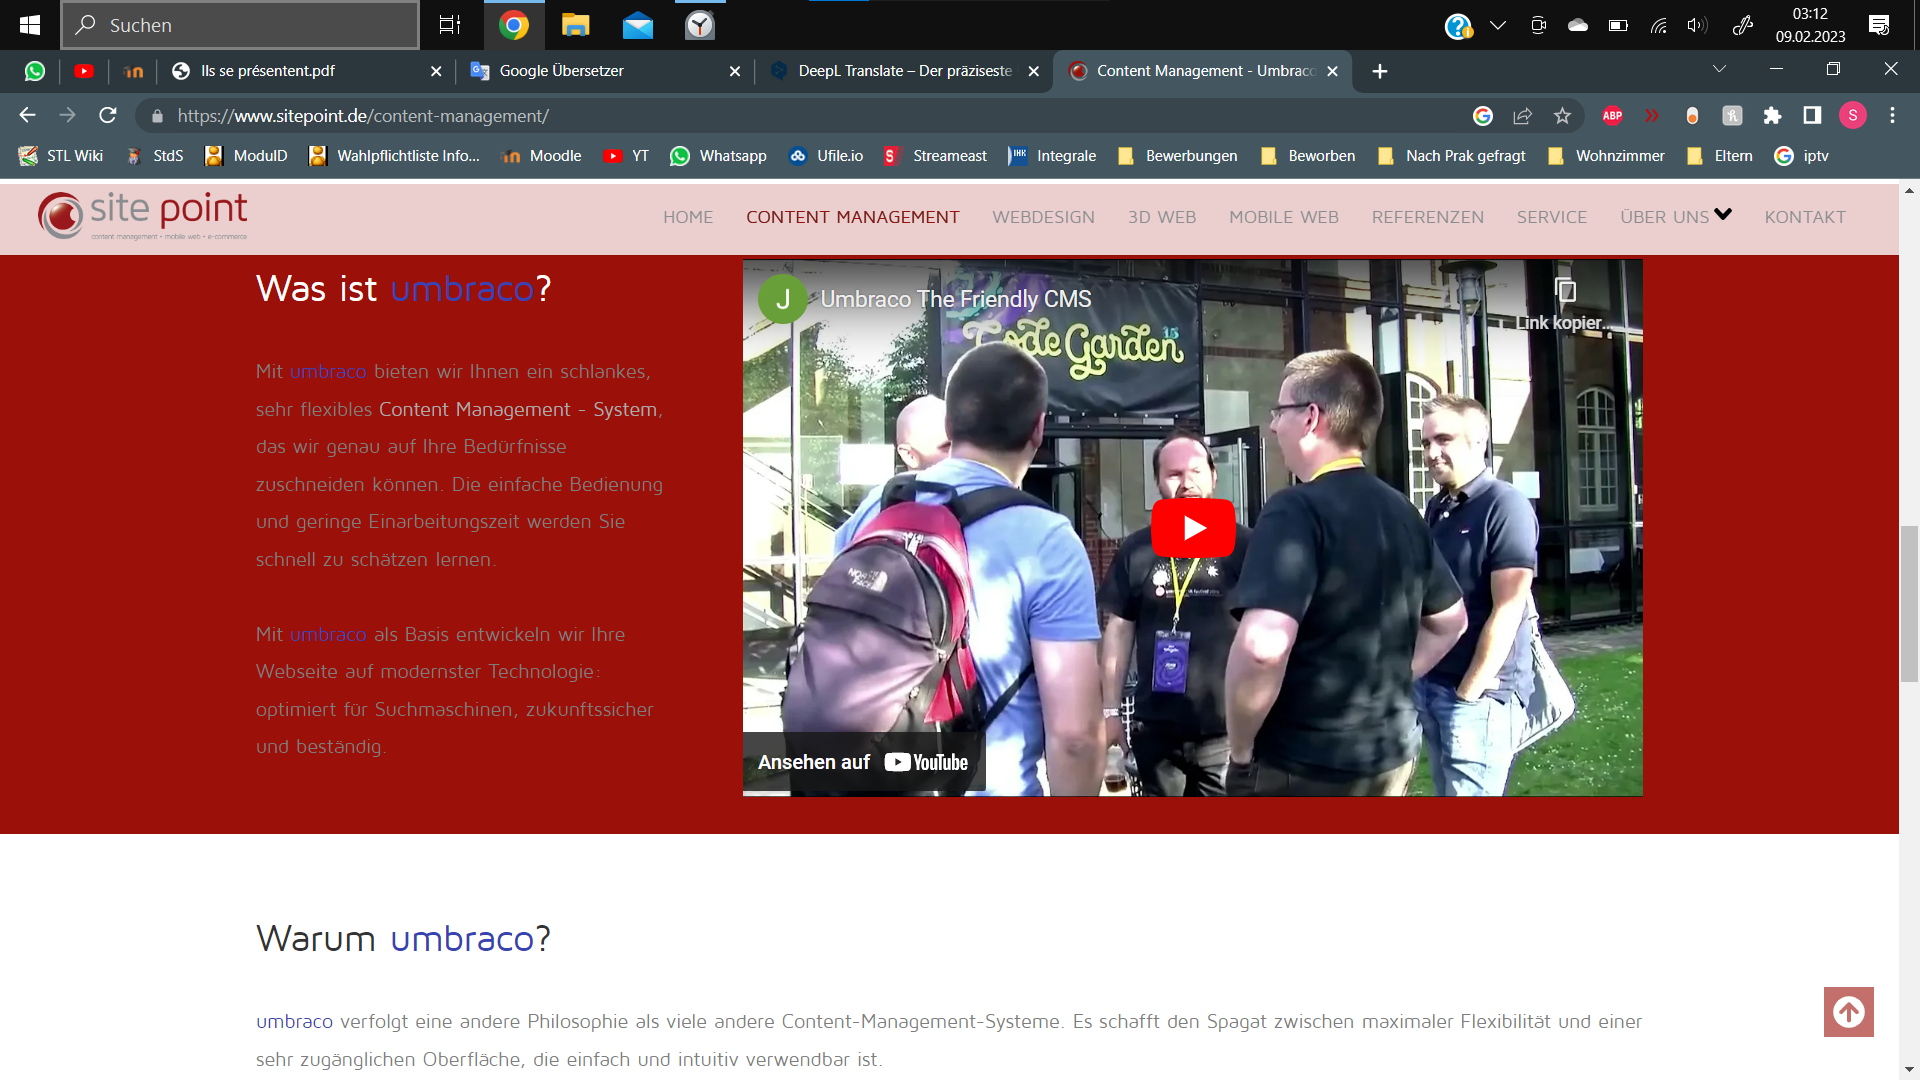 Suchen
03:12
09.02.2023
Ils se présentent.pdf
Google Übersetzer
DeepL Translate – Der präziseste
Content Management - Umbraco
https://www.sitepoint.de/content-management/
ABP
S
STL Wiki
StdS
ModulD
Wahlpflichtliste Info...
Moodle
YT
Whatsapp
Ufile.io
Streameast
IHK
Integrale
Bewerbungen
Beworben
Nach Prak gefragt
Wohnzimmer
Eltern
iptv
site point
content management • mobile web • e-commerce
HOME
CONTENT MANAGEMENT
WEBDESIGN
3D WEB
MOBILE WEB
REFERENZEN
SERVICE
ÜBER UNS
KONTAKT
Was ist umbraco?
Mit umbraco bieten wir Ihnen ein schlankes,
sehr flexibles Content Management - System,
das wir genau auf Ihre Bedürfnisse
zuschneiden können. Die einfache Bedienung
und geringe Einarbeitungszeit werden Sie
schnell zu schätzen lernen.
Mit umbraco als Basis entwickeln wir Ihre
Webseite auf modernster Technologie:
optimiert für Suchmaschinen, zukunftssicher
und beständig.
J
Umbraco The Friendly CMS
Link kopier...
Code Garden
15
NORTH
FACE
Ansehen auf YouTube
Warum umbraco?
umbraco verfolgt eine andere Philosophie als viele andere Content-Management-Systeme. Es schafft den Spagat zwischen maximaler Flexibilität und einer
sehr zugänglichen Oberfläche, die einfach und intuitiv verwendbar ist.